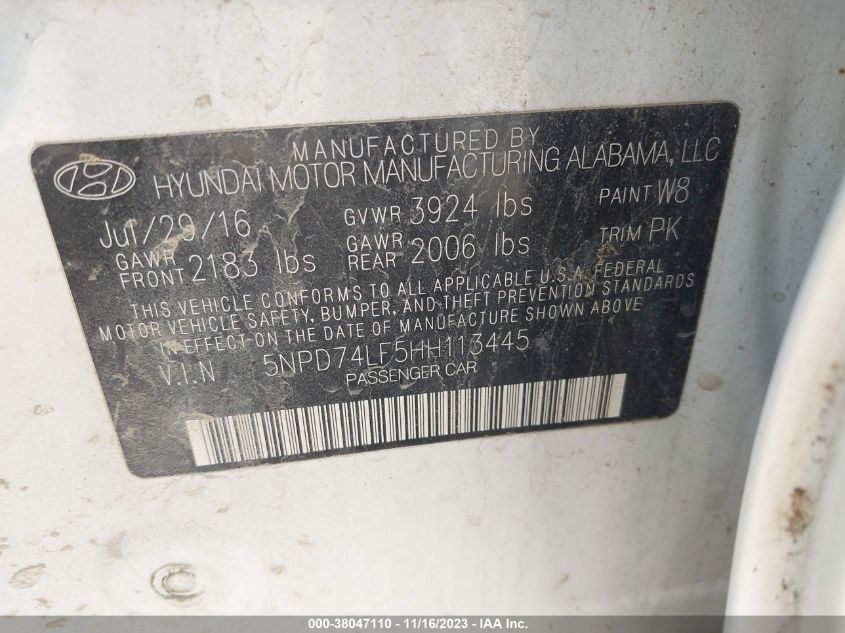 MANUFACTURED BY
HYUNDAI MOTOR MANUFACTURING ALABAMA, LLC
Jul/29/16 GVWR 3924 lbs PAINT W8
GAWR FRONT 2183 lbs GAWR REAR 2006 lbs TRIM PK
THIS VEHICLE CONFORMS TO ALL APPLICABLE U.S.A. FEDERAL
MOTOR VEHICLE SAFETY, BUMPER, AND THEFT PREVENTION STANDARDS
IN EFFECT ON THE DATE OF MANUFACTURE SHOWN ABOVE
V.I.N 5NPD74LF5HH113445
PASSENGER CAR
000-38047110 - 11/16/2023 - IAA Inc.